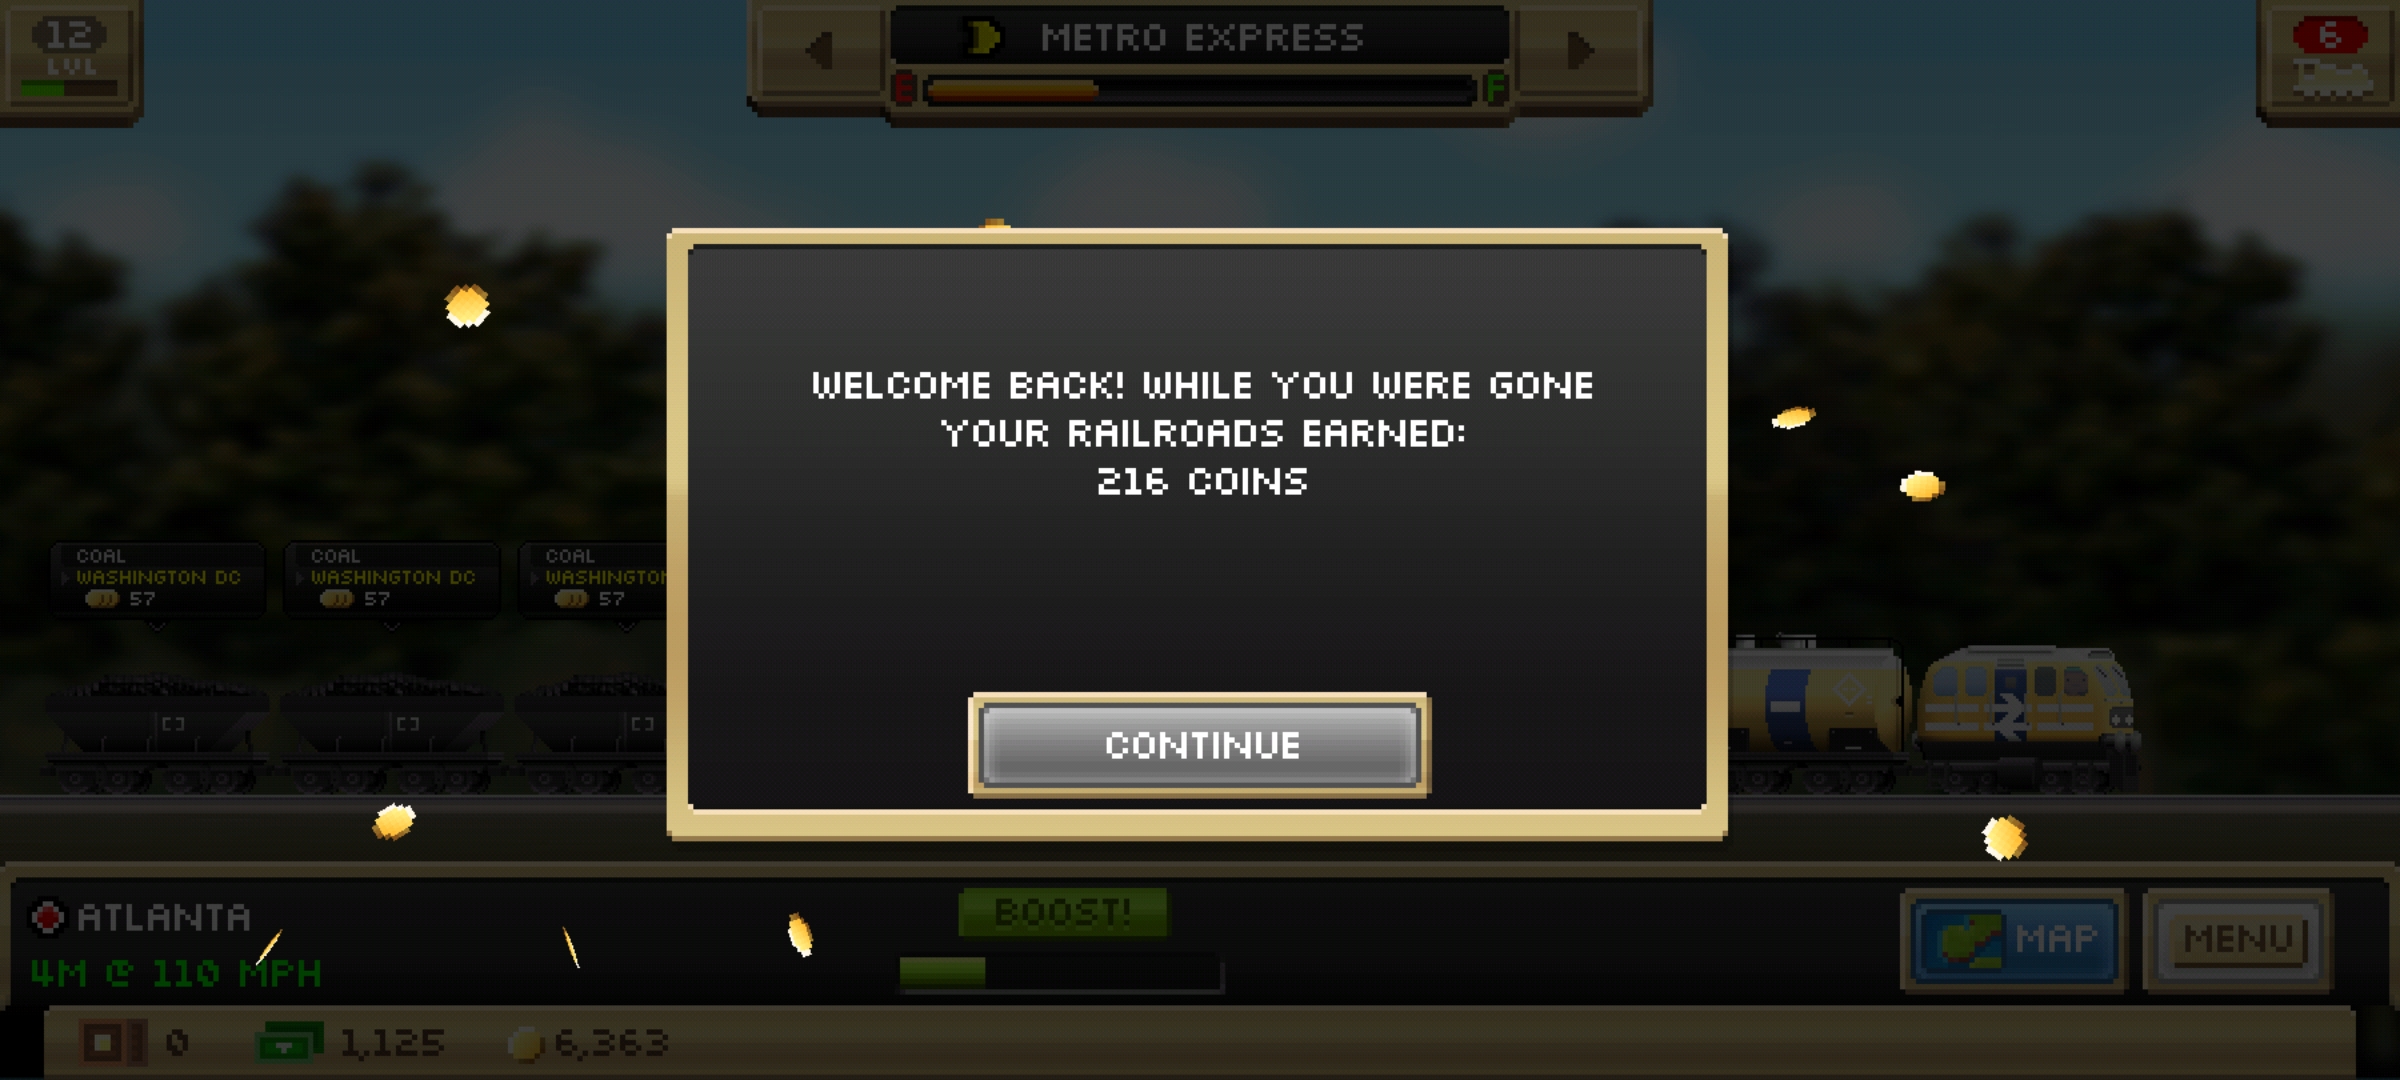 12
LVL
METRO EXPRESS
E
F
6
WELCOME BACK! WHILE YOU WERE GONE
YOUR RAILROADS EARNED:
216 COINS
COAL
WASHINGTON DC
57
COAL
WASHINGTON DC
57
COAL
WASHINGTON
57
CONTINUE
ATLANTA
4M @ 110 MPH
BOOST!
MAP
MENU
0
1,125
6,363